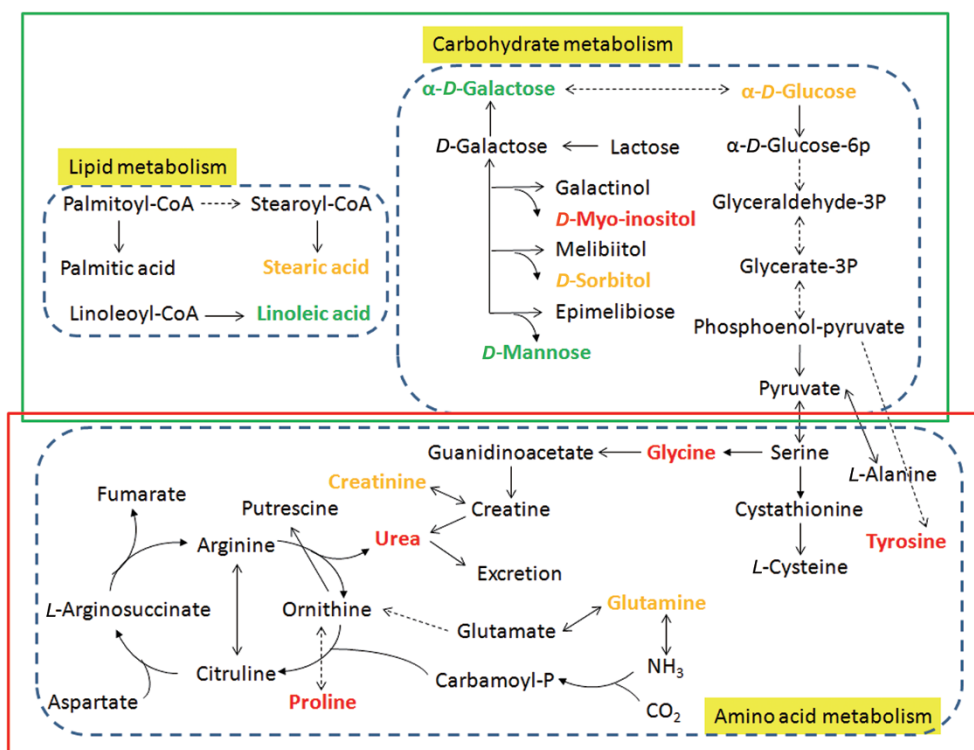 Carbohydrate metabolism
α-D-Galactose
α-D-Glucose
D-Galactose
Lactose
α-D-Glucose-6p
Lipid metabolism
Galactinol
Palmitoyl-CoA
Stearoyl-CoA
Glyceraldehyde-3P
D-Myo-inositol
Melibiitol
Palmitic acid
Stearic acid
Glycerate-3P
D-Sorbitol
Linoleoyl-CoA
Linoleic acid
Epimelibiose
Phosphoenol-pyruvate
D-Mannose
Pyruvate
Guanidinoacetate
Glycine
Serine
L-Alanine
Creatinine
Fumarate
Putrescine
Creatine
Cystathionine
Arginine
Urea
Tyrosine
L-Cysteine
Excretion
L-Arginosuccinate
Ornithine
Glutamine
Glutamate
Citruline
Carbamoyl-P
NH3
Aspartate
Proline
CO2
Amino acid metabolism